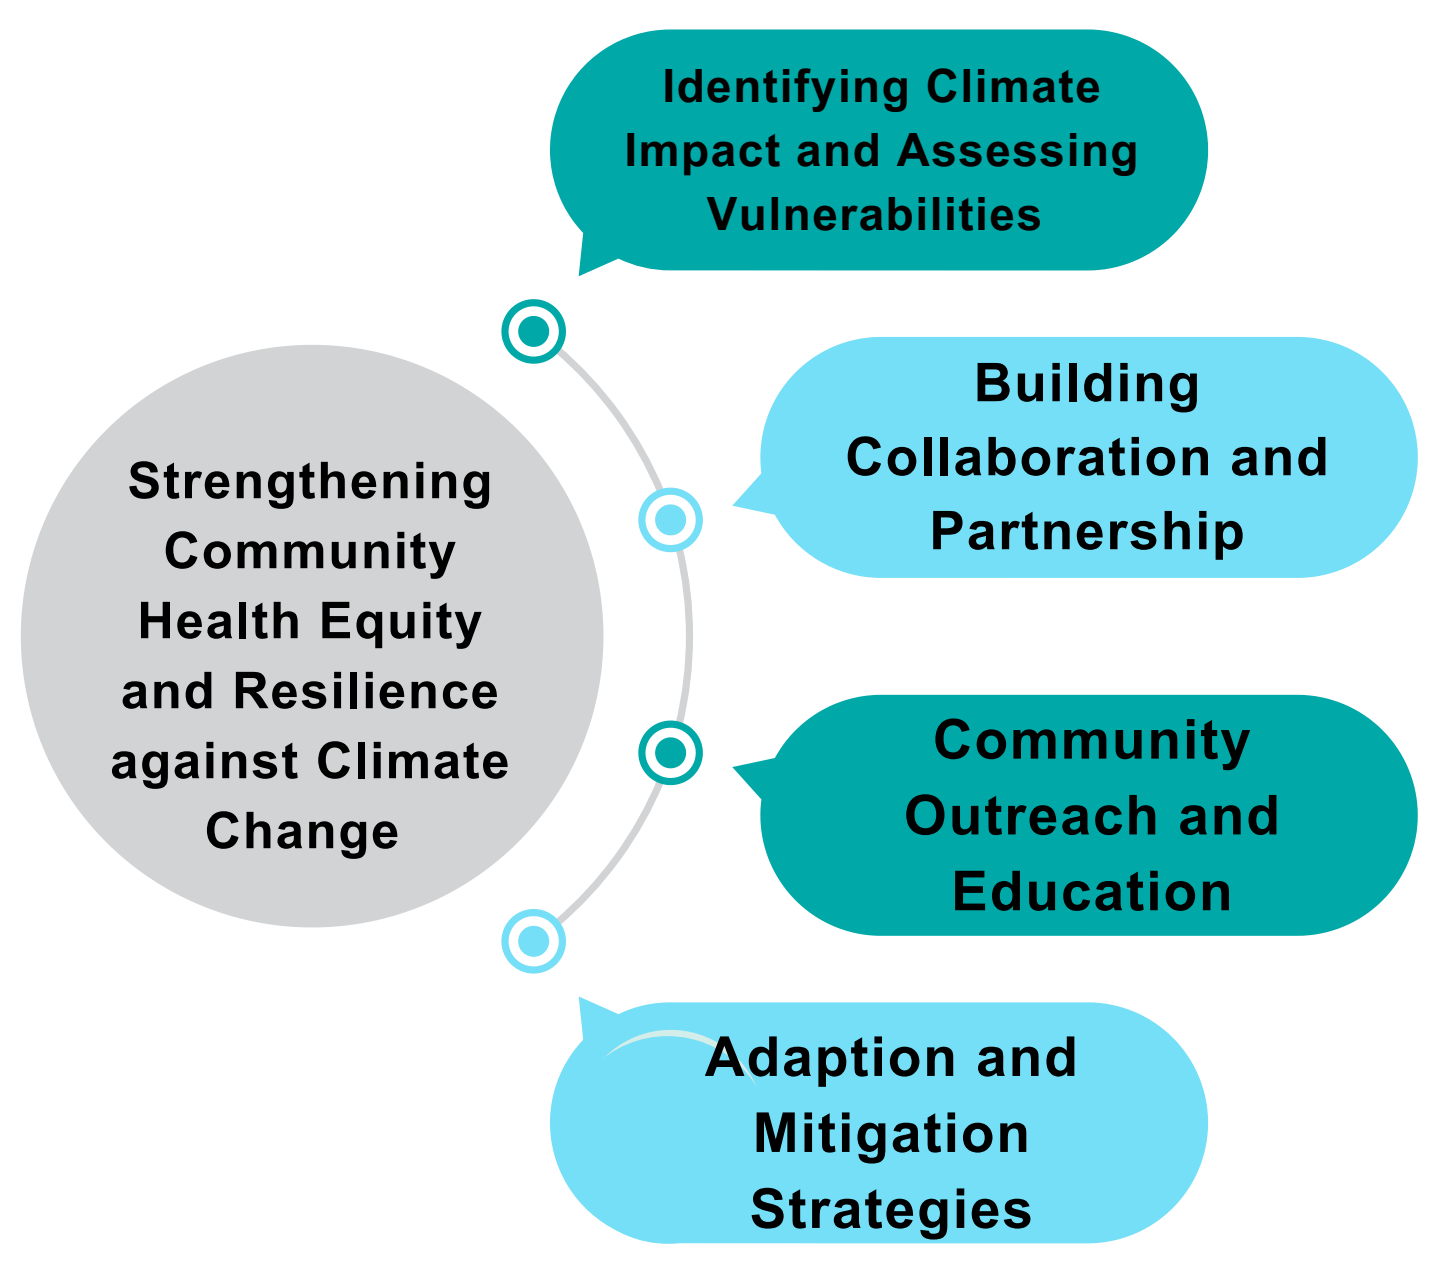 Identifying Climate
Impact and Assessing
Vulnerabilities
Building
Collaboration and
Partnership
Strengthening
Community
Health Equity
and Resilience
against Climate
Change
Community
Outreach and
Education
Adaption and
Mitigation
Strategies